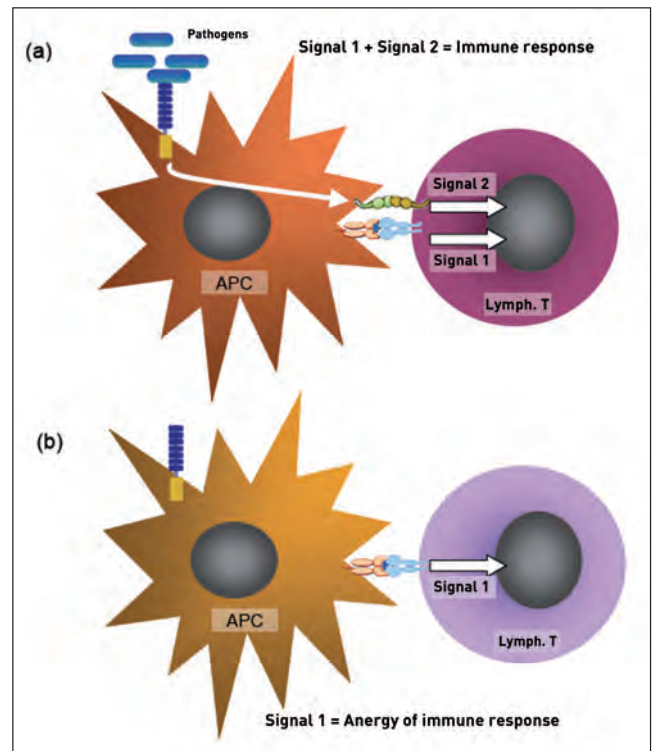 (a)
Pathogens
Signal 1 + Signal 2 = Immune response
Signal 2
Signal 1
APC
Lymph. T
(b)
Signal 1
APC
Lymph. T
Signal 1 = Anergy of immune response